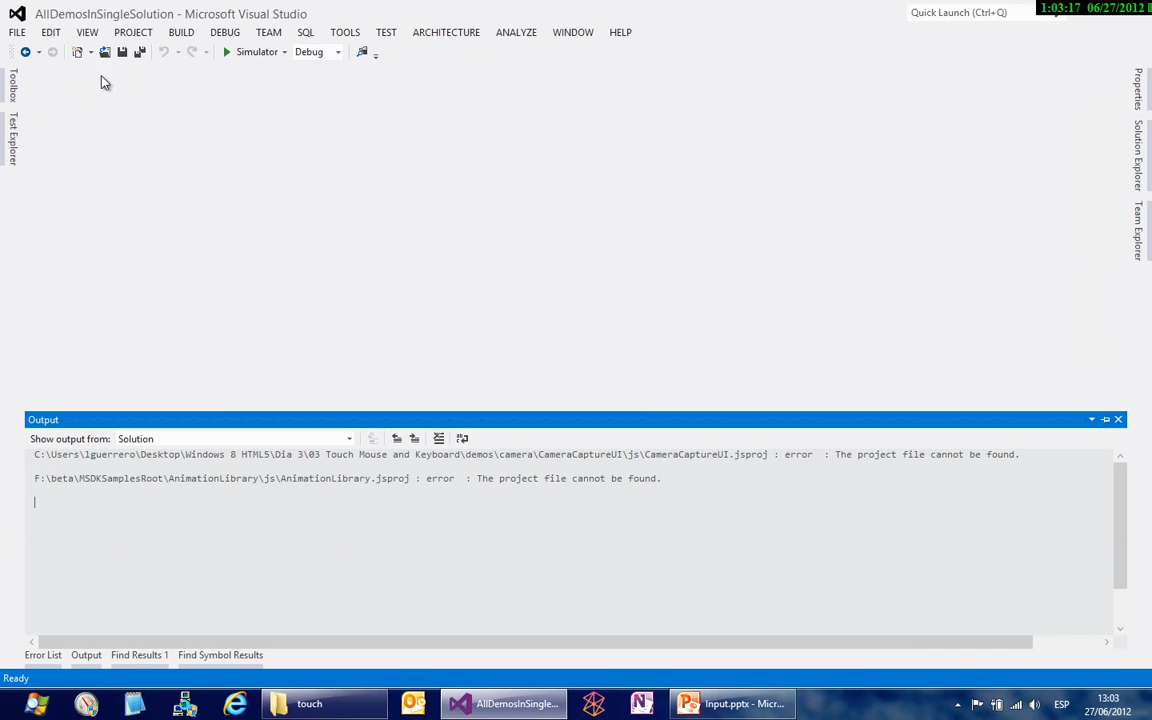 AllDemosInSingleSolution - Microsoft Visual Studio
Quick Launch (Ctrl+Q)
1:03:17 06/27/2012
FILE EDIT VIEW PROJECT BUILD DEBUG TEAM SQL TOOLS TEST ARCHITECTURE ANALYZE WINDOW HELP
Simulator Debug
Toolbox
Test Explorer
Properties
Solution Explorer
Team Explorer
Output
Show output from: Solution
C:\Users\lguerrero\Desktop\Windows 8 HTML5\Dia 3\03 Touch Mouse and Keyboard\demos\camera\CameraCaptureUI\js\CameraCaptureUI.jsproj : error  : The project file cannot be found.
F:\beta\MSDKSamplesRoot\AnimationLibrary\js\AnimationLibrary.jsproj : error  : The project file cannot be found.
Error List Output Find Results 1 Find Symbol Results
Ready
touch
AllDemosInSingle...
Input.pptx - Micr...
ESP
13:03
27/06/2012